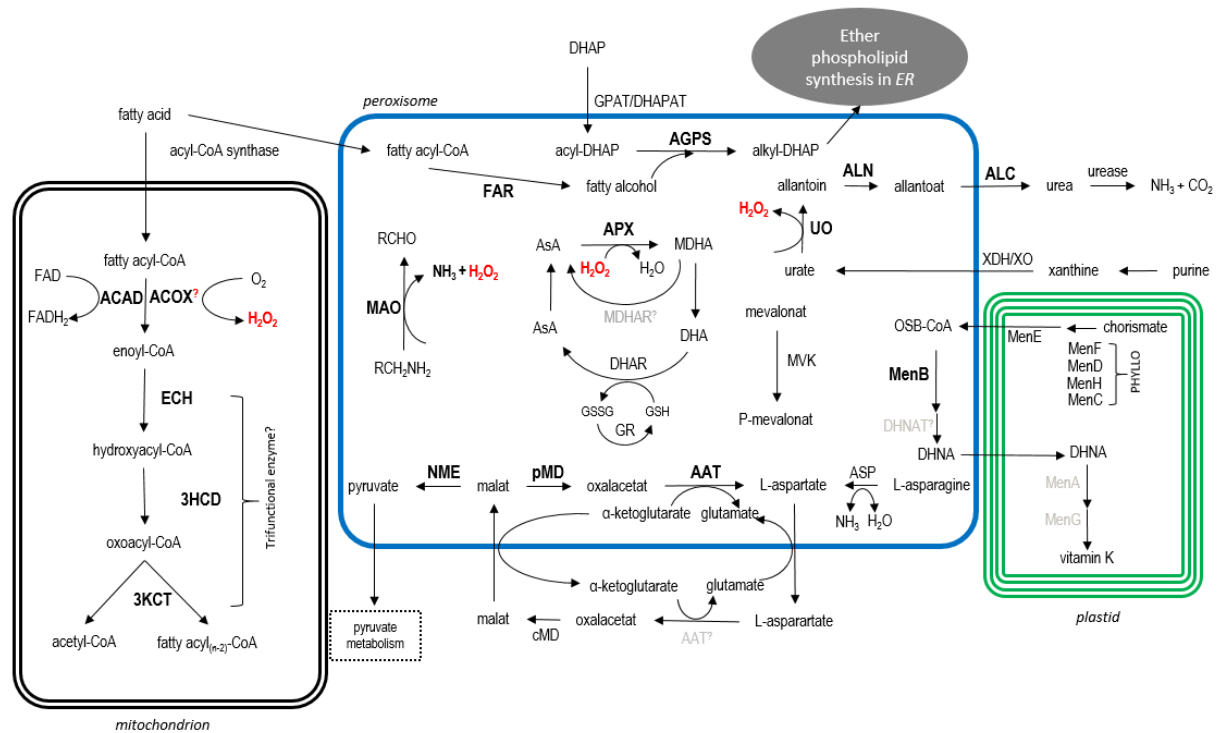 Ether
phospholipid
synthesis in ER
DHAP
GPAT/DHAPAT
peroxisome
fatty acid
acyl-CoA synthase
fatty acyl-CoA
acyl-DHAP
AGPS
alkyl-DHAP
FAR
fatty alcohol
allantoin
ALN
allantoat
ALC
urea
urease
NH₃ + CO₂
H₂O₂
UO
urate
XDH/XO
xanthine
purine
RCHO
NH₃ + H₂O₂
MAO
RCH₂NH₂
AsA
APX
MDHA
H₂O₂
H₂O
MDHAR?
AsA
DHA
DHAR
GSSG
GSH
GR
mevalonat
MVK
P-mevalonat
OSB-CoA
MenE
chorismate
MenF
MenD
MenH
MenC
PHYLLO
MenB
DHNAT?
DHNA
DHNA
MenA
MenG
vitamin K
plastid
fatty acyl-CoA
FAD
ACAD
ACOX?
O₂
FADH₂
H₂O₂
enoyl-CoA
ECH
hydroxyacyl-CoA
3HCD
Trifunctional enzyme?
oxoacyl-CoA
3KCT
acetyl-CoA
fatty acyl₍ₙ₋₂₎-CoA
mitochondrion
pyruvate
NME
malat
pMD
oxalacetat
AAT
L-aspartate
ASP
L-asparagine
α-ketoglutarate
glutamate
NH₃
H₂O
α-ketoglutarate
glutamate
malat
cMD
oxalacetat
AAT?
L-asparartate
pyruvate
metabolism